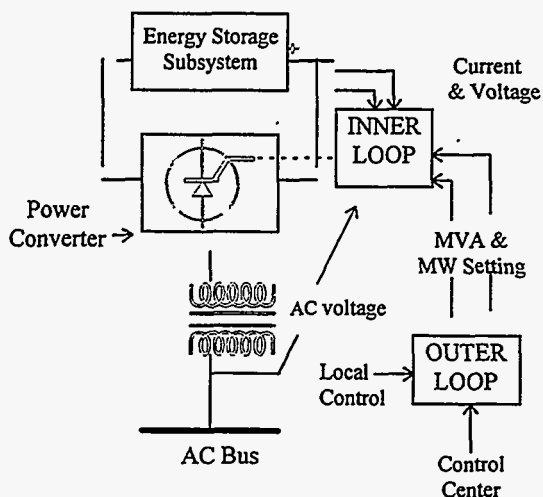 Energy Storage
Subsystem
Current
& Voltage
INNER
LOOP
Power
Converter
MVA &
MW Setting
AC voltage
OUTER
LOOP
Local
Control
AC Bus
Control
Center